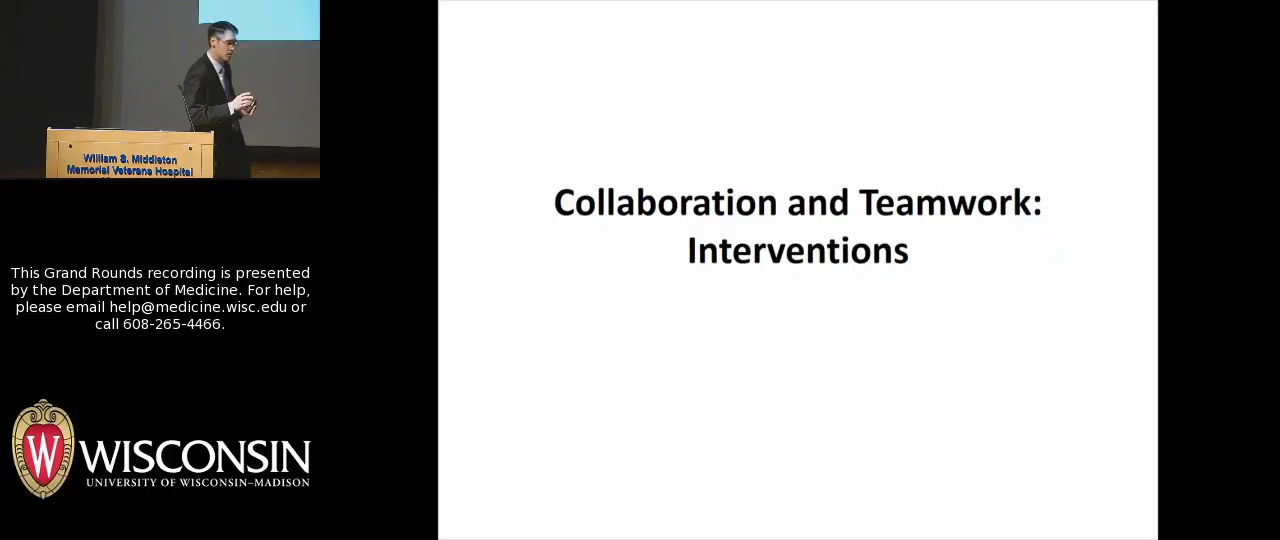 William S. Middleton
Memorial Veterans Hospital
Collaboration and Teamwork:
Interventions
This Grand Rounds recording is presented
by the Department of Medicine. For help,
please email help@medicine.wisc.edu or
call 608-265-4466.
W
WISCONSIN
UNIVERSITY OF WISCONSIN–MADISON